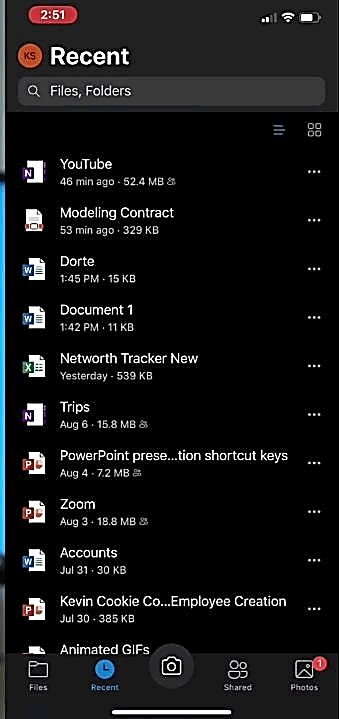 2:51
KS
Recent
Files, Folders
YouTube
46 min ago · 52.4 MB
Modeling Contract
53 min ago · 329 KB
Dorte
1:45 PM · 15 KB
Document 1
1:42 PM · 11 KB
Networth Tracker New
Yesterday · 539 KB
Trips
Aug 6 · 15.8 MB
PowerPoint prese...tion shortcut keys
Aug 4 · 7.2 MB
Zoom
Aug 3 · 18.8 MB
Accounts
Jul 31 · 30 KB
Kevin Cookie Co...Employee Creation
Jul 30 · 385 KB
Animated GIFs
Files
Recent
Shared
Photos
1